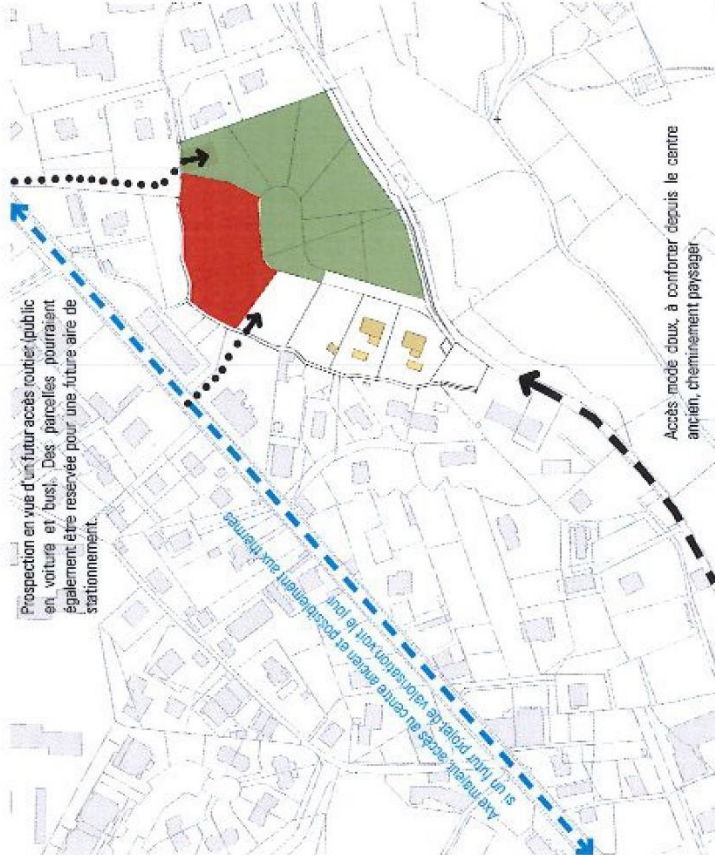 Prospection en vue d'un futur accès routier (public
en voiture et bus). Des parcelles pourraient
également être reservée pour une future aire de
stationnement.
Axe majeur, accès au centre ancien et possiblement aux thermes
si un futur projet de valorisation voit le jour
Accès mode doux, à conforter depuis le centre
ancien, cheminement paysager